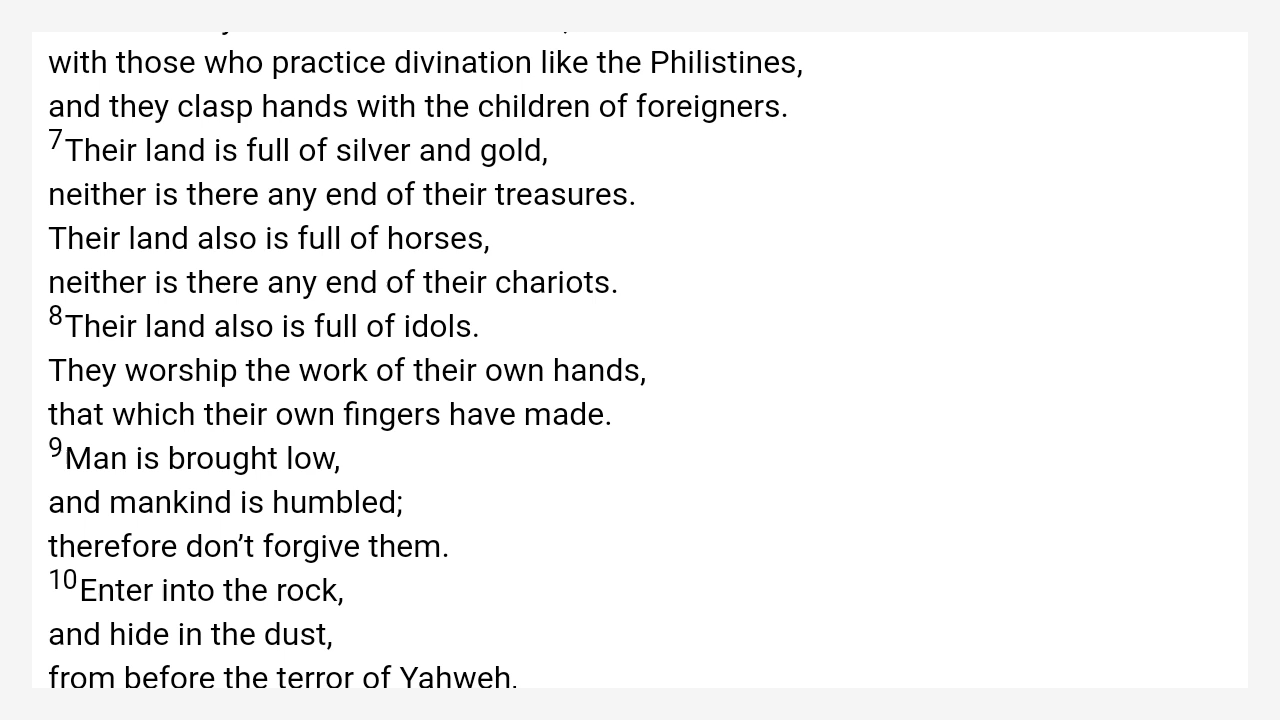 with those who practice divination like the Philistines,
and they clasp hands with the children of foreigners.
7Their land is full of silver and gold,
neither is there any end of their treasures.
Their land also is full of horses,
neither is there any end of their chariots.
8Their land also is full of idols.
They worship the work of their own hands,
that which their own fingers have made.
9Man is brought low,
and mankind is humbled;
therefore don’t forgive them.
10Enter into the rock,
and hide in the dust,
from before the terror of Yahweh,